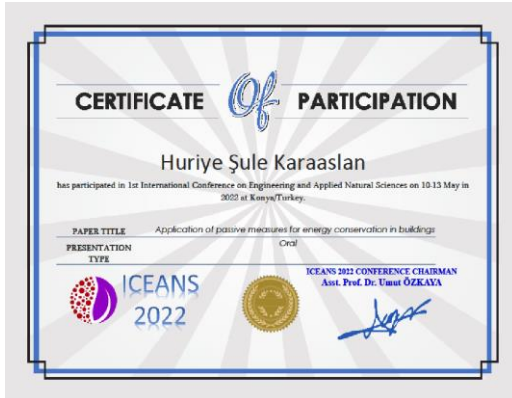 CERTIFICATE Of PARTICIPATION
Huriye Şule Karaaslan
has participated in 1st International Conference on Engineering and Applied Natural Sciences on 10-13 May in
2022 at Konya/Turkey.
PAPER TITLE Application of passive measures for energy conservation in buildings
PRESENTATION
TYPE
Oral
ICEANS
2022
ICEANS 2022 CONFERENCE CHAIRMAN
Asst. Prof. Dr. Umut ÖZKAYA